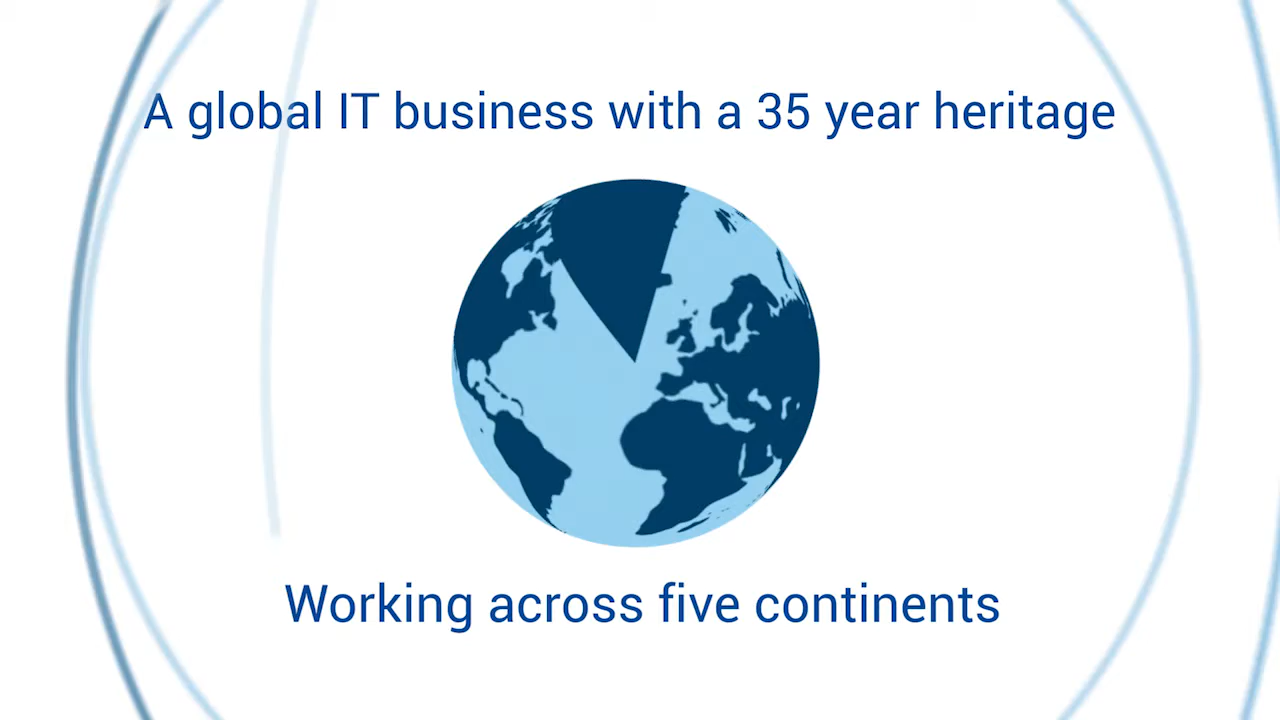 A global IT business with a 35 year heritage
Working across five continents